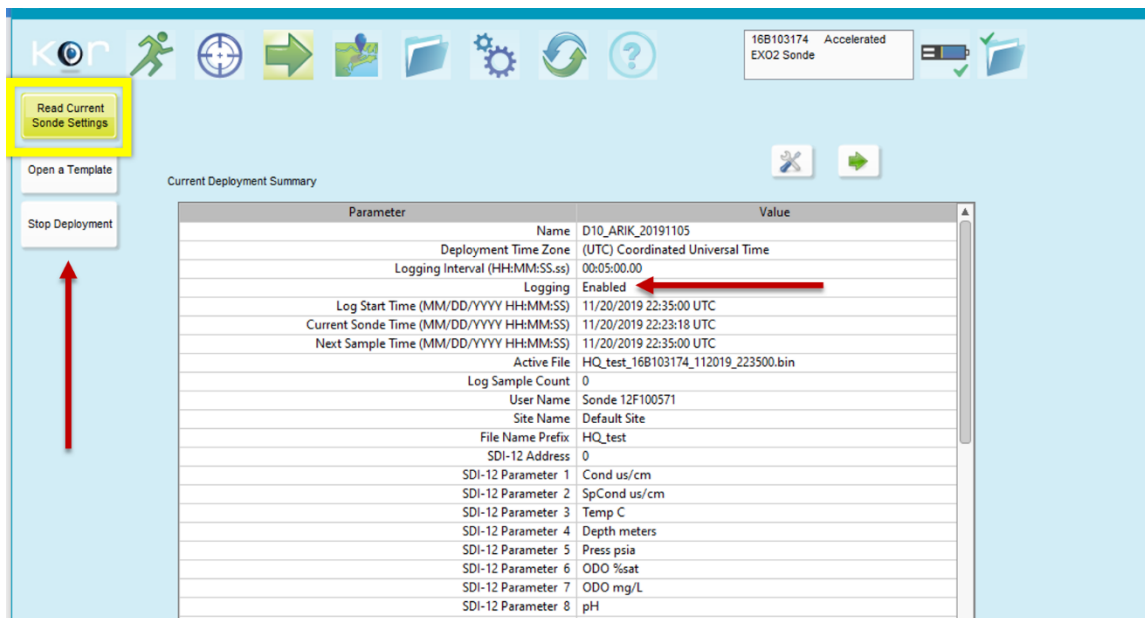 Kor
?
16B103174 Accelerated
EXO2 Sonde
Read Current
Sonde Settings
Open a Template
Stop Deployment
Current Deployment Summary
Parameter Value
Name D10_ARIK_20191105
Deployment Time Zone (UTC) Coordinated Universal Time
Logging Interval (HH:MM:SS.ss) 00:05:00.00
Logging Enabled
Log Start Time (MM/DD/YYYY HH:MM:SS) 11/20/2019 22:35:00 UTC
Current Sonde Time (MM/DD/YYYY HH:MM:SS) 11/20/2019 22:23:18 UTC
Next Sample Time (MM/DD/YYYY HH:MM:SS) 11/20/2019 22:35:00 UTC
Active File HQ_test_16B103174_112019_223500.bin
Log Sample Count 0
User Name Sonde 12F100571
Site Name Default Site
File Name Prefix HQ_test
SDI-12 Address 0
SDI-12 Parameter 1 Cond us/cm
SDI-12 Parameter 2 SpCond us/cm
SDI-12 Parameter 3 Temp C
SDI-12 Parameter 4 Depth meters
SDI-12 Parameter 5 Press psia
SDI-12 Parameter 6 ODO %sat
SDI-12 Parameter 7 ODO mg/L
SDI-12 Parameter 8 pH